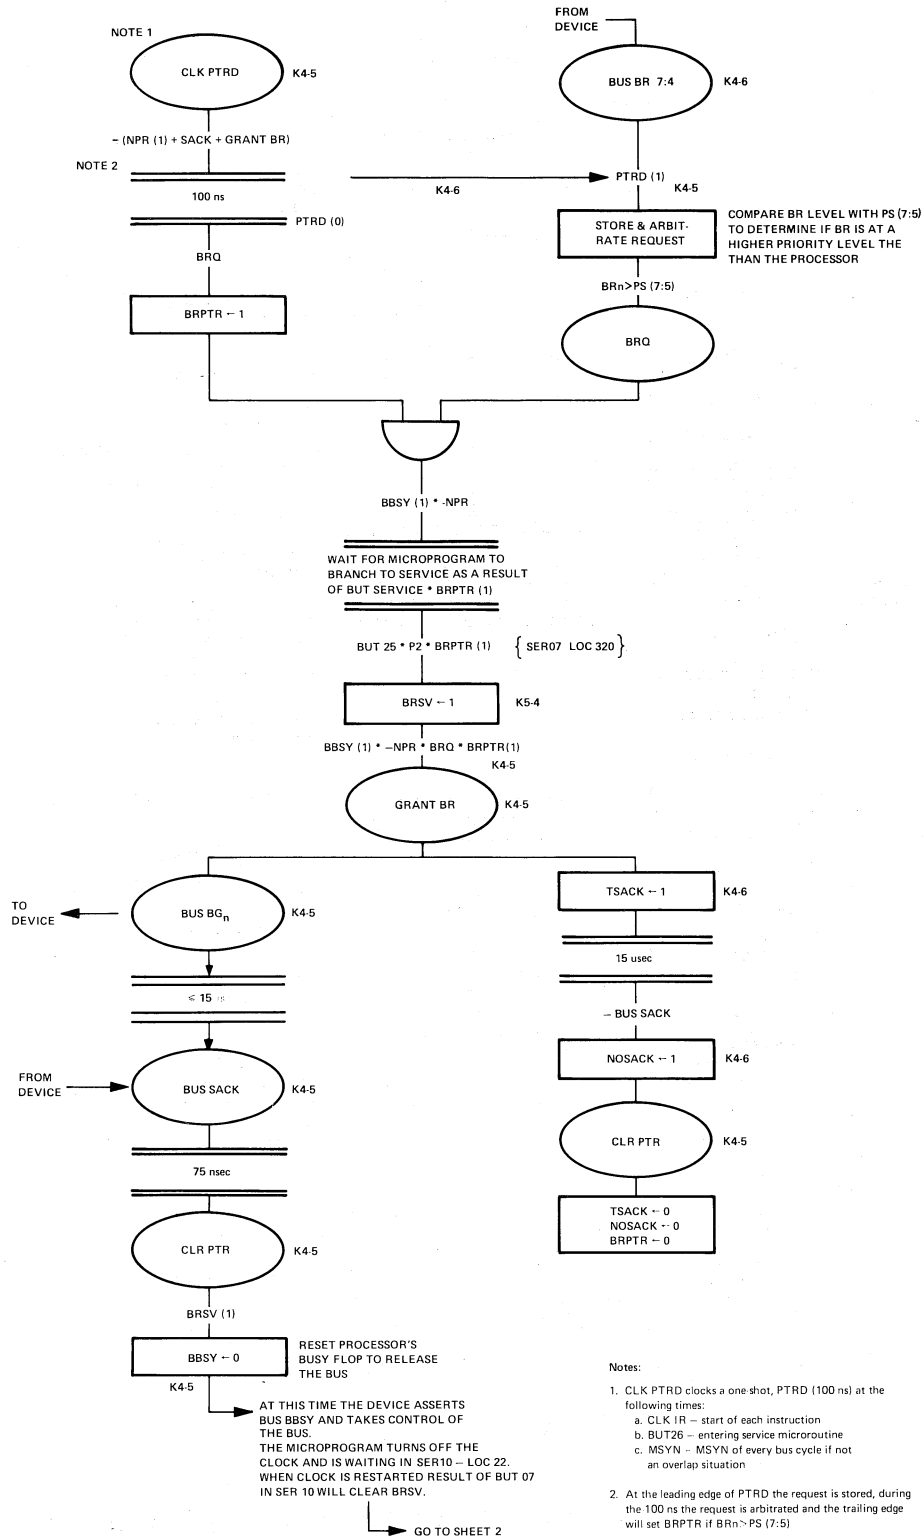 NOTE 1
CLK PTRD
K4-5
– (NPR (1) + SACK + GRANT BR)
NOTE 2
100 ns
PTRD (0)
BRQ
BRPTR ← 1
FROM
DEVICE
BUS BR 7:4
K4-6
K4-6
PTRD (1)
K4-5
STORE & ARBIT-
RATE REQUEST
COMPARE BR LEVEL WITH PS (7:5)
TO DETERMINE IF BR IS AT A
HIGHER PRIORITY LEVEL THE
THAN THE PROCESSOR
BRn>PS (7:5)
BRQ
BBSY (1) * -NPR
WAIT FOR MICROPROGRAM TO
BRANCH TO SERVICE AS A RESULT
OF BUT SERVICE * BRPTR (1)
BUT 25 * P2 * BRPTR (1)
{ SER07 LOC 320 }
BRSV ← 1
K5-4
BBSY (1) * –NPR * BRQ * BRPTR(1)
K4-5
GRANT BR
K4-5
TO
DEVICE
BUS BGn
K4-5
≤ 15
FROM
DEVICE
BUS SACK
K4-5
75 nsec
CLR PTR
K4-5
BRSV (1)
BBSY ← 0
K4-5
RESET PROCESSOR'S
BUSY FLOP TO RELEASE
THE BUS
AT THIS TIME THE DEVICE ASSERTS
BUS BBSY AND TAKES CONTROL OF
THE BUS.
THE MICROPROGRAM TURNS OFF THE
CLOCK AND IS WAITING IN SER10 – LOC 22.
WHEN CLOCK IS RESTARTED RESULT OF BUT 07
IN SER 10 WILL CLEAR BRSV.
GO TO SHEET 2
TSACK ← 1
K4-6
15 usec
– BUS SACK
NOSACK ← 1
K4-6
CLR PTR
K4-5
TSACK ← 0
NOSACK ← 0
BRPTR ← 0
Notes:
1. CLK PTRD clocks a one-shot, PTRD (100 ns) at the
following times:
a. CLK IR – start of each instruction
b. BUT26 – entering service microroutine
c. MSYN – MSYN of every bus cycle if not
an overlap situation
2. At the leading edge of PTRD the request is stored, during
the 100 ns the request is arbitrated and the trailing edge
will set BRPTR if BRn>PS (7:5)